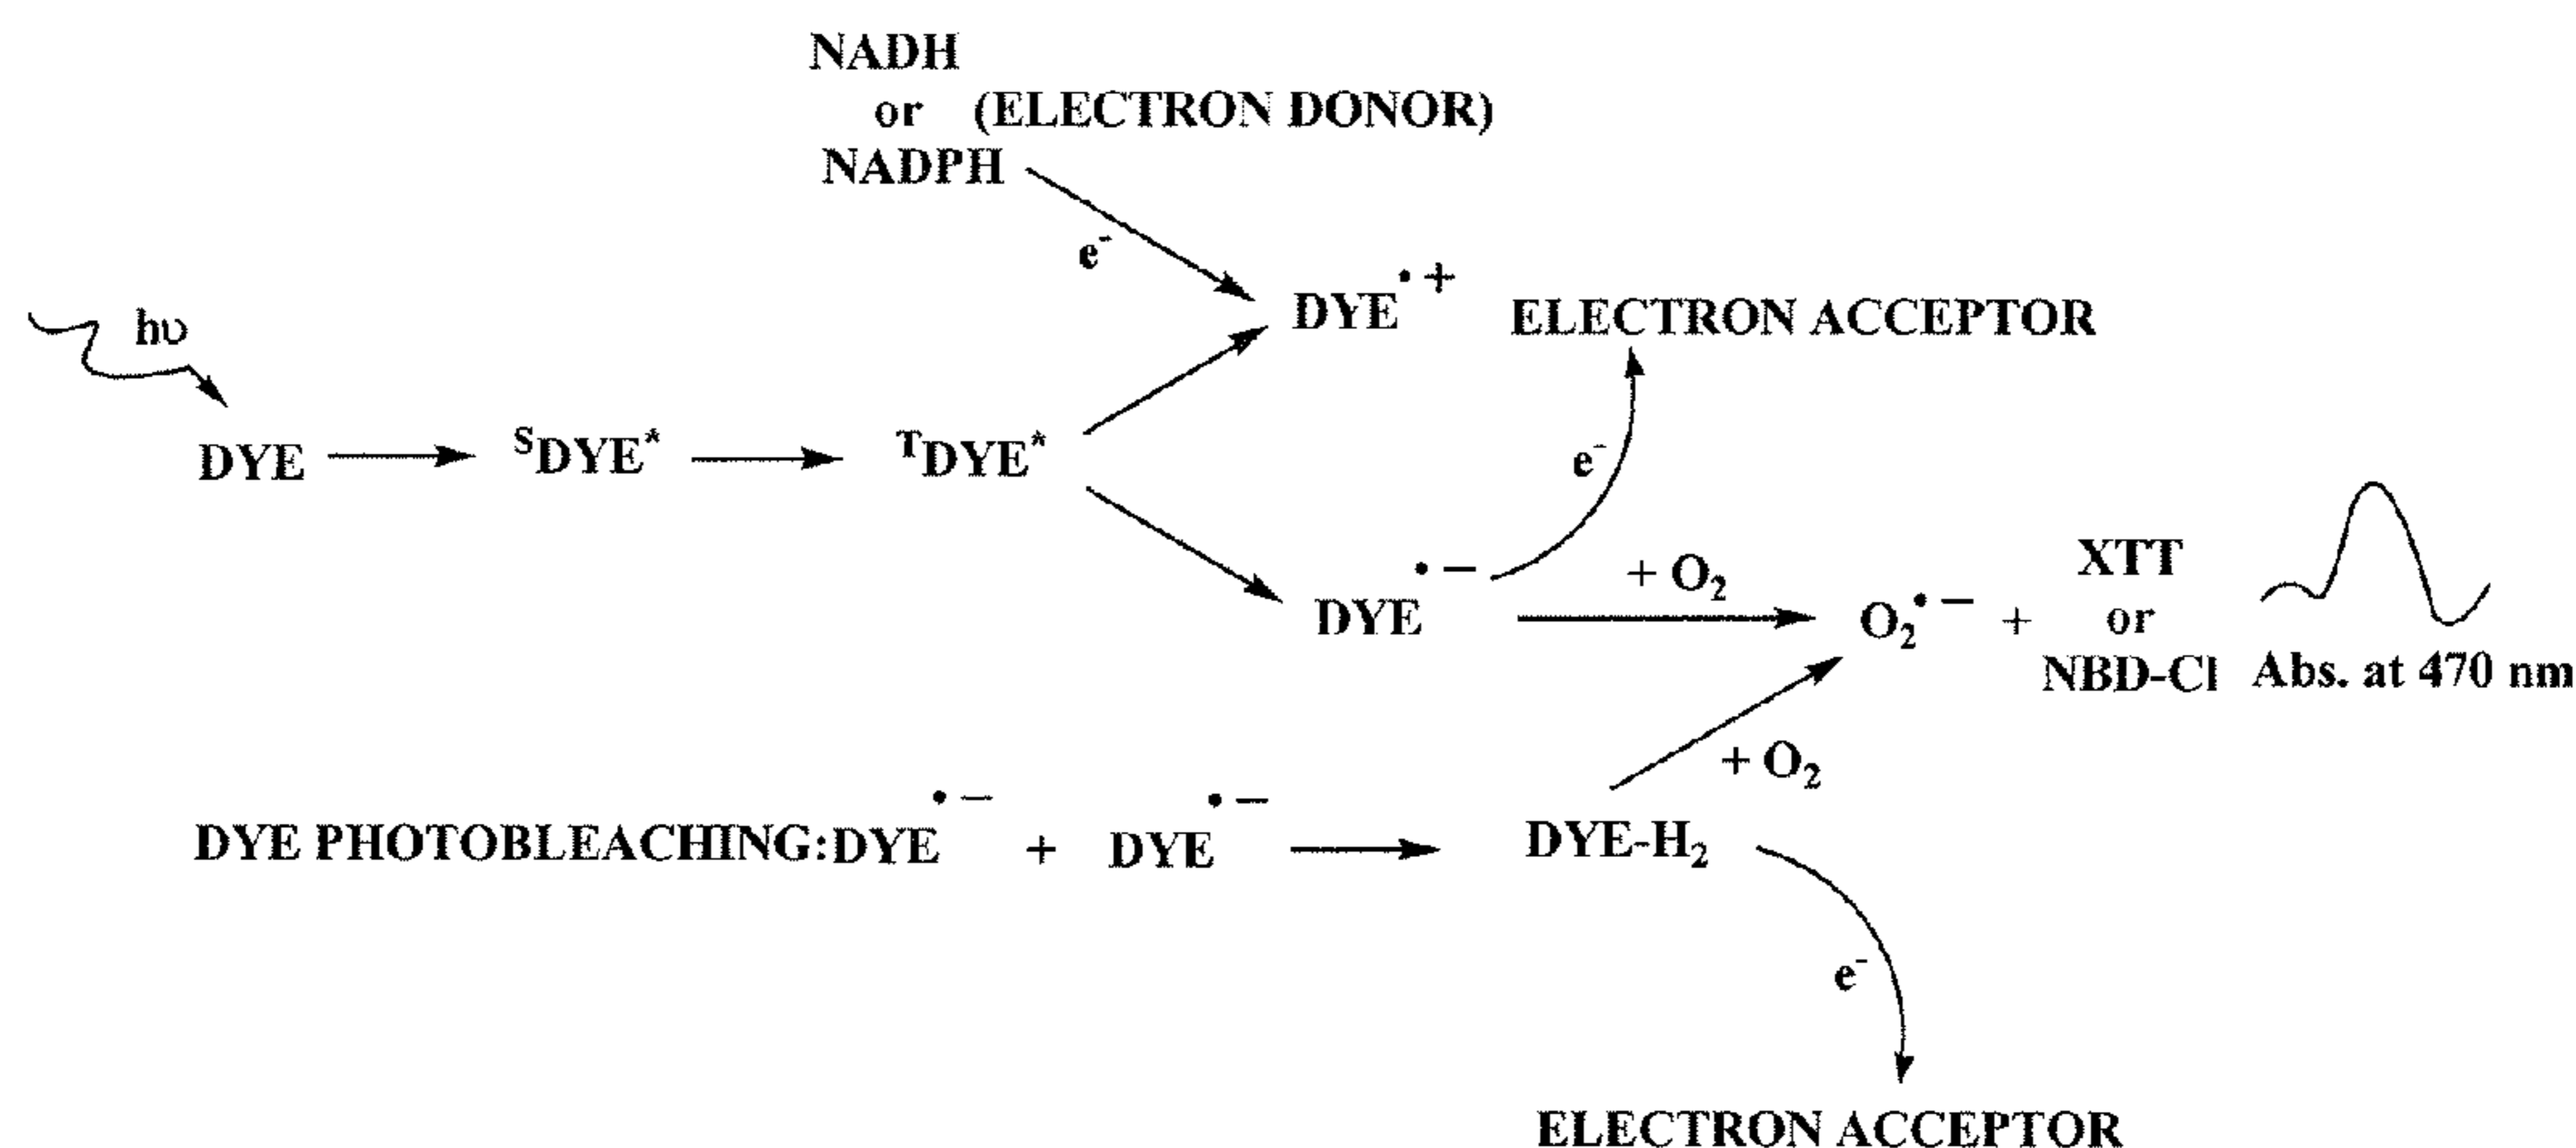 NADH
or (ELECTRON DONOR)
NADPH
e⁻
DYE•+ ELECTRON ACCEPTOR
hυ
DYE ˢDYE* ᵀDYE*
e⁻
DYE•− + O₂ O₂•− + XTT or NBD-Cl Abs. at 470 nm
+ O₂
DYE PHOTOBLEACHING:DYE•− + DYE•− DYE-H₂
e⁻
ELECTRON ACCEPTOR